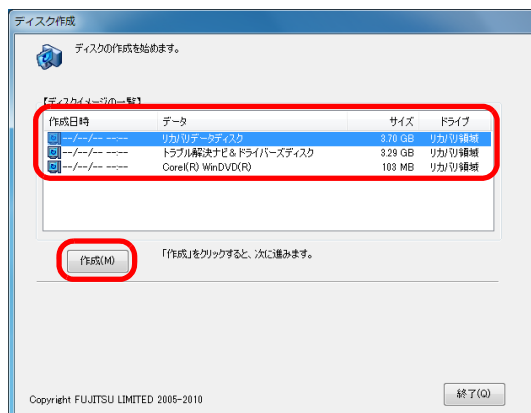 ディスク作成
ディスクの作成を始めます。
【ディスクイメージの一覧】
作成日時 データ サイズ ドライブ
--/--/-- --:-- リカバリデータディスク 3.70 GB リカバリ領域
--/--/-- --:-- トラブル解決ナビ&ドライバーズディスク 3.29 GB リカバリ領域
--/--/-- --:-- Corel(R) WinDVD(R) 103 MB リカバリ領域
作成(M) 「作成」をクリックすると、次に進みます。
Copyright FUJITSU LIMITED 2005-2010 終了(Q)